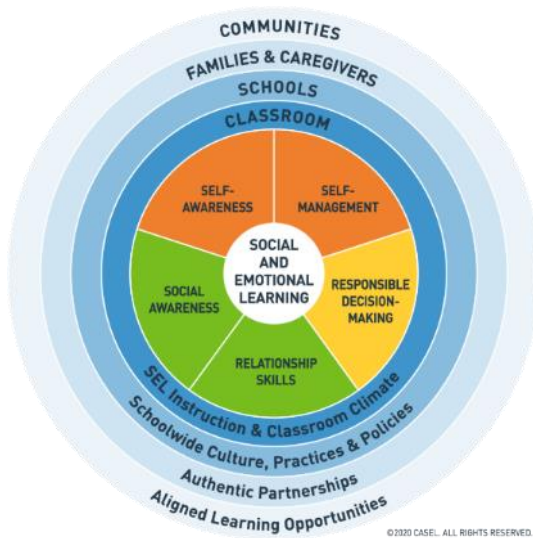 COMMUNITIES
FAMILIES & CAREGIVERS
SCHOOLS
CLASSROOM
SELF-
AWARENESS
SELF-
MANAGEMENT
SOCIAL
AND
EMOTIONAL
LEARNING
SOCIAL
AWARENESS
RESPONSIBLE
DECISION-
MAKING
RELATIONSHIP
SKILLS
SEL Instruction & Classroom Climate
Schoolwide Culture, Practices & Policies
Authentic Partnerships
Aligned Learning Opportunities
©2020 CASEL. ALL RIGHTS RESERVED.